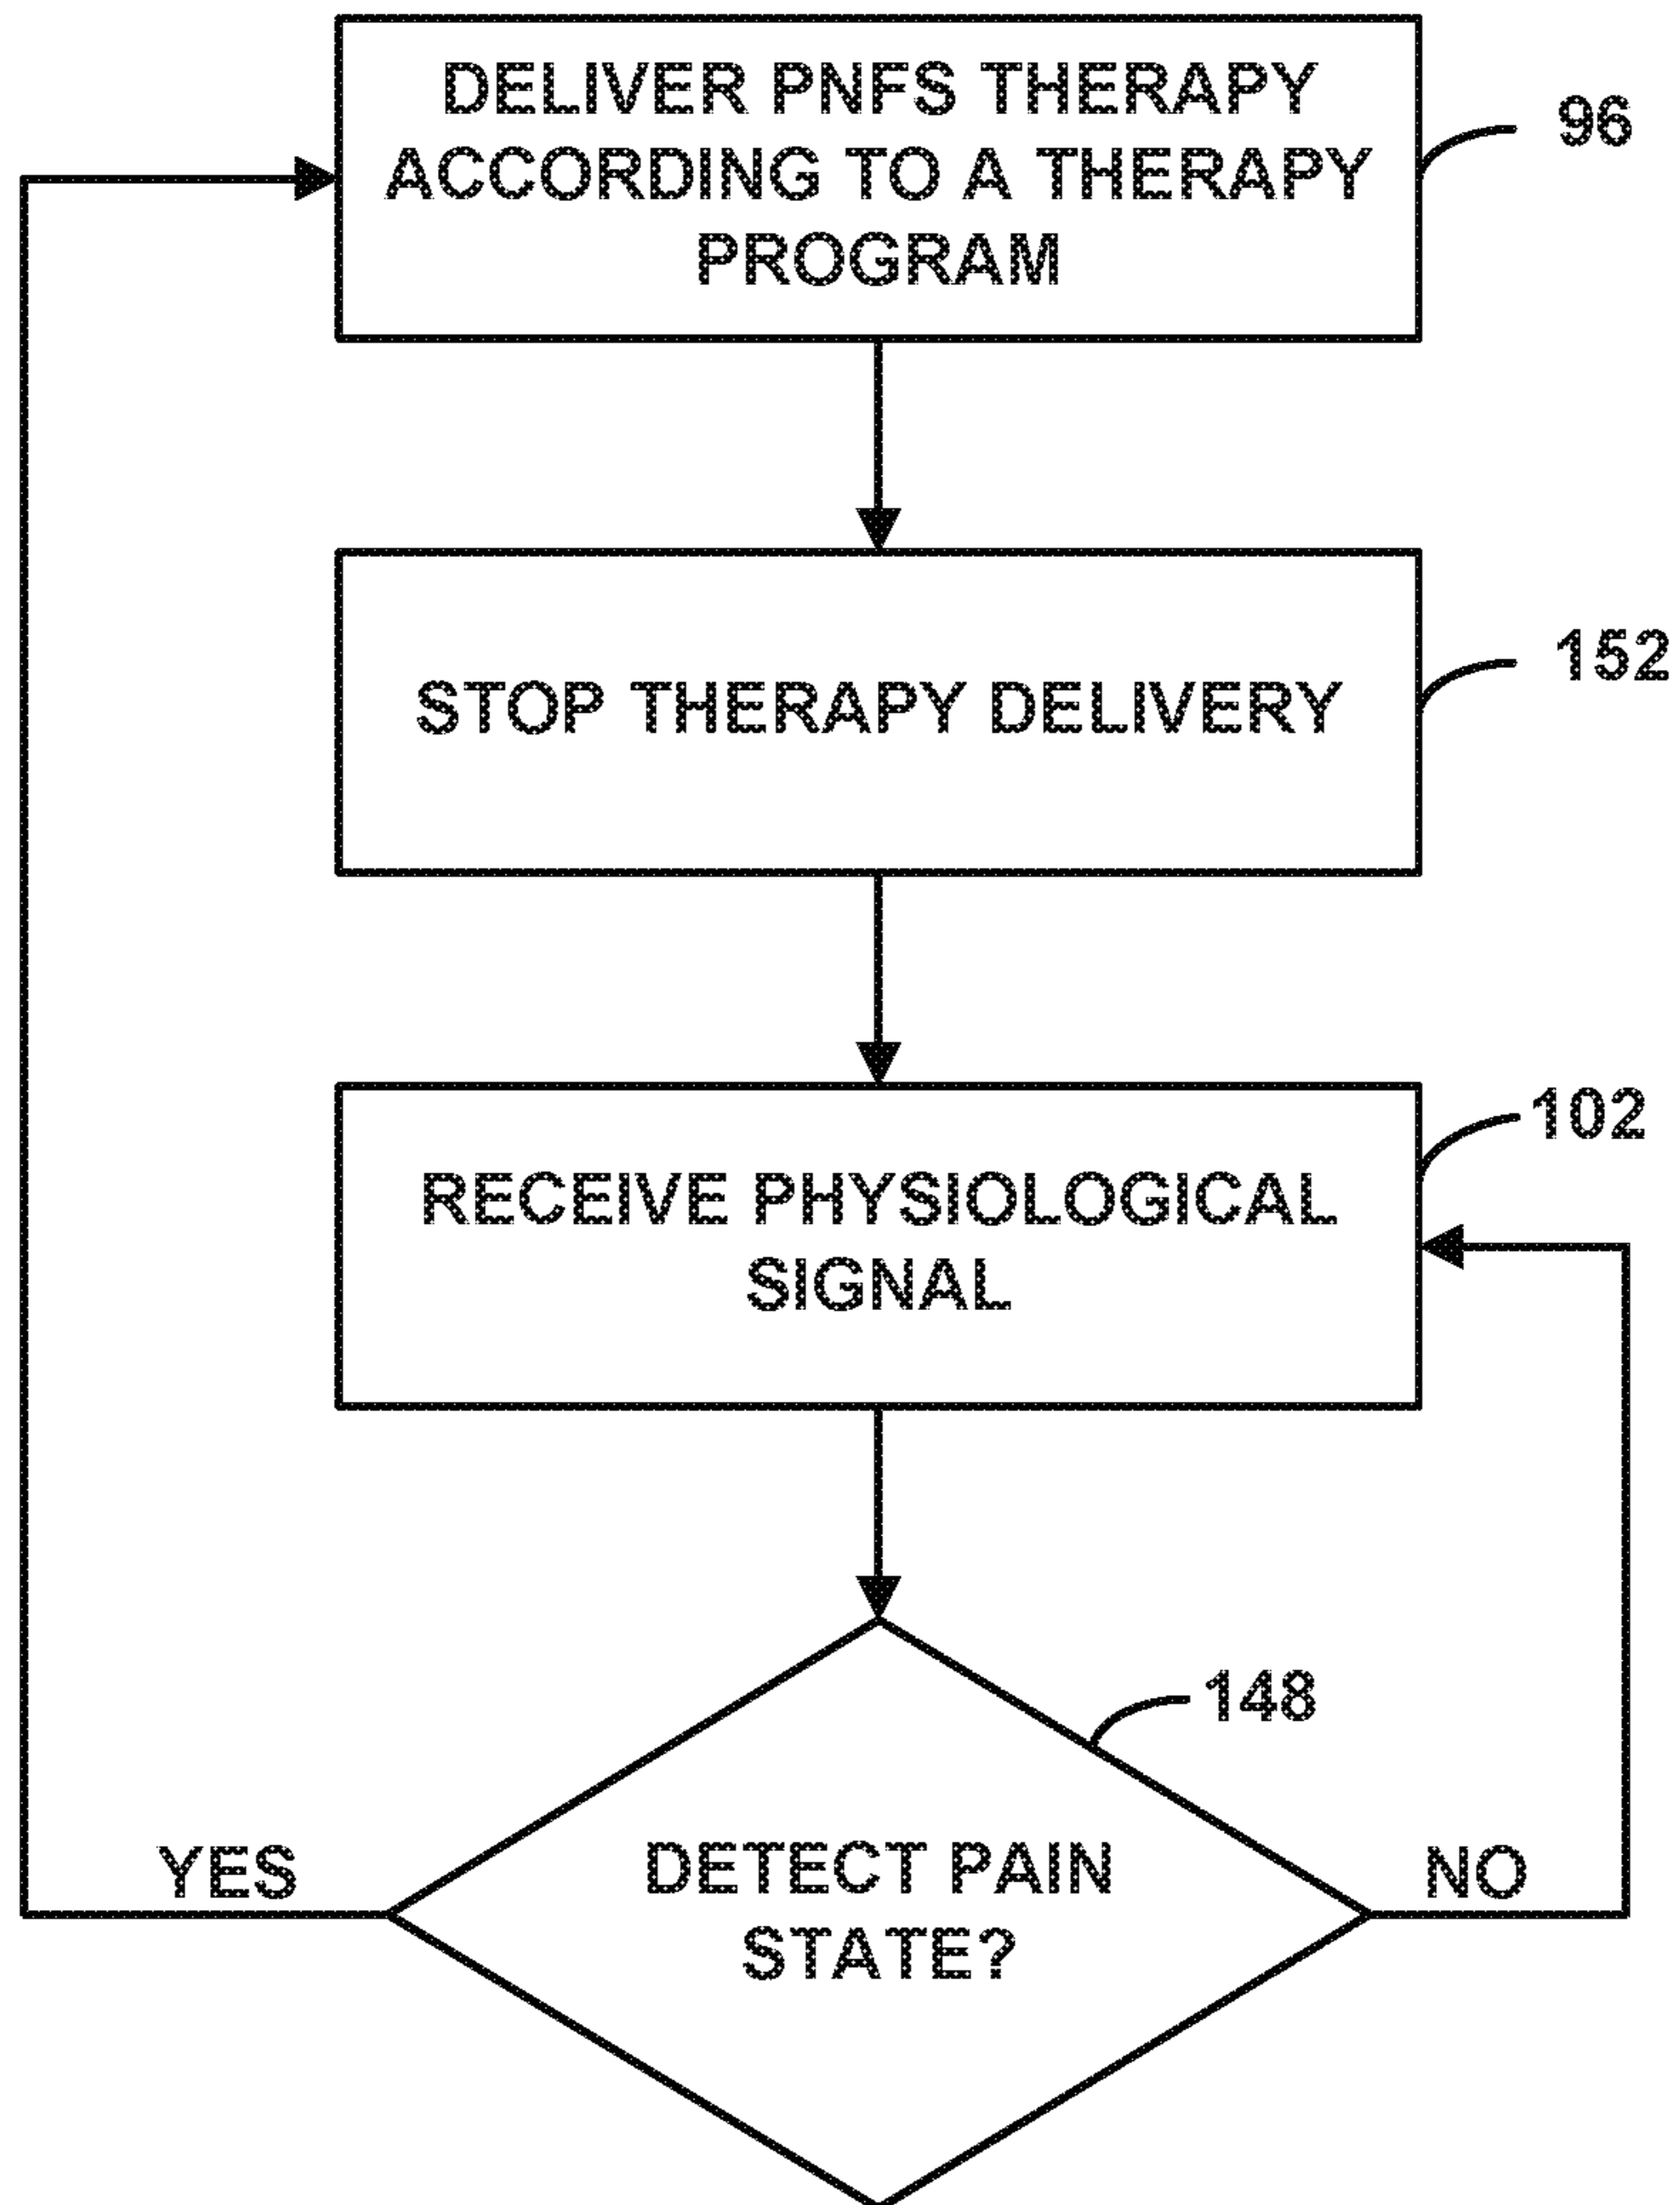 DELIVER PNFS THERAPY
ACCORDING TO A THERAPY
PROGRAM
96
STOP THERAPY DELIVERY
152
RECEIVE PHYSIOLOGICAL
SIGNAL
102
DETECT PAIN
STATE?
148
YES
NO